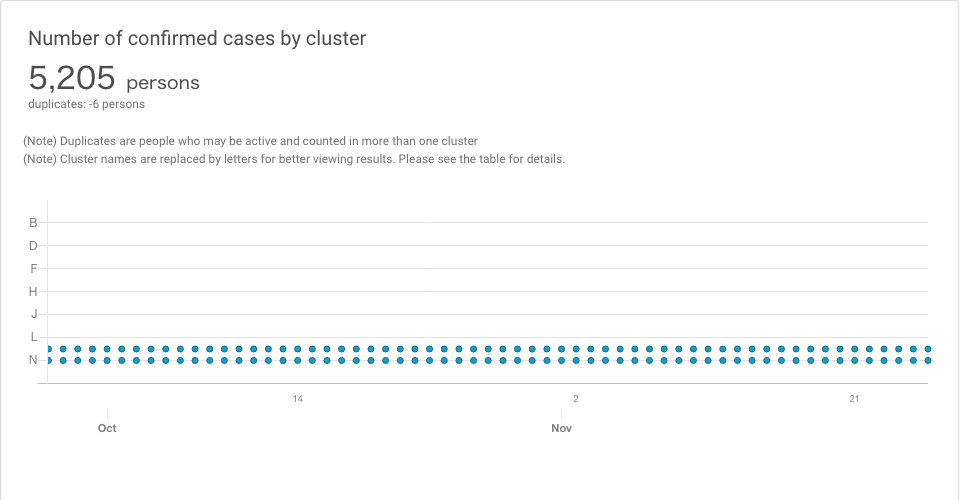 Number of confirmed cases by cluster
5,205 persons
duplicates: -6 persons
(Note) Duplicates are people who may be active and counted in more than one cluster
(Note) Cluster names are replaced by letters for better viewing results. Please see the table for details.
B
D
F
H
J
L
N
14 2 21
Oct Nov